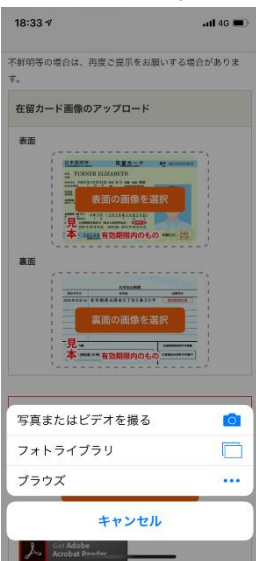 18:33
4G
不鮮明等の場合は、再度ご提示をお願いする場合がありま
す。
在留カード画像のアップロード
表面
TURNER ELIZABETH
表面の画像を選択
見本
有効期限内のもの
裏面
裏面の画像を選択
見本
有効期限内のもの
写真またはビデオを撮る
フォトライブラリ
ブラウズ
キャンセル
Get Adobe
Acrobat Reader